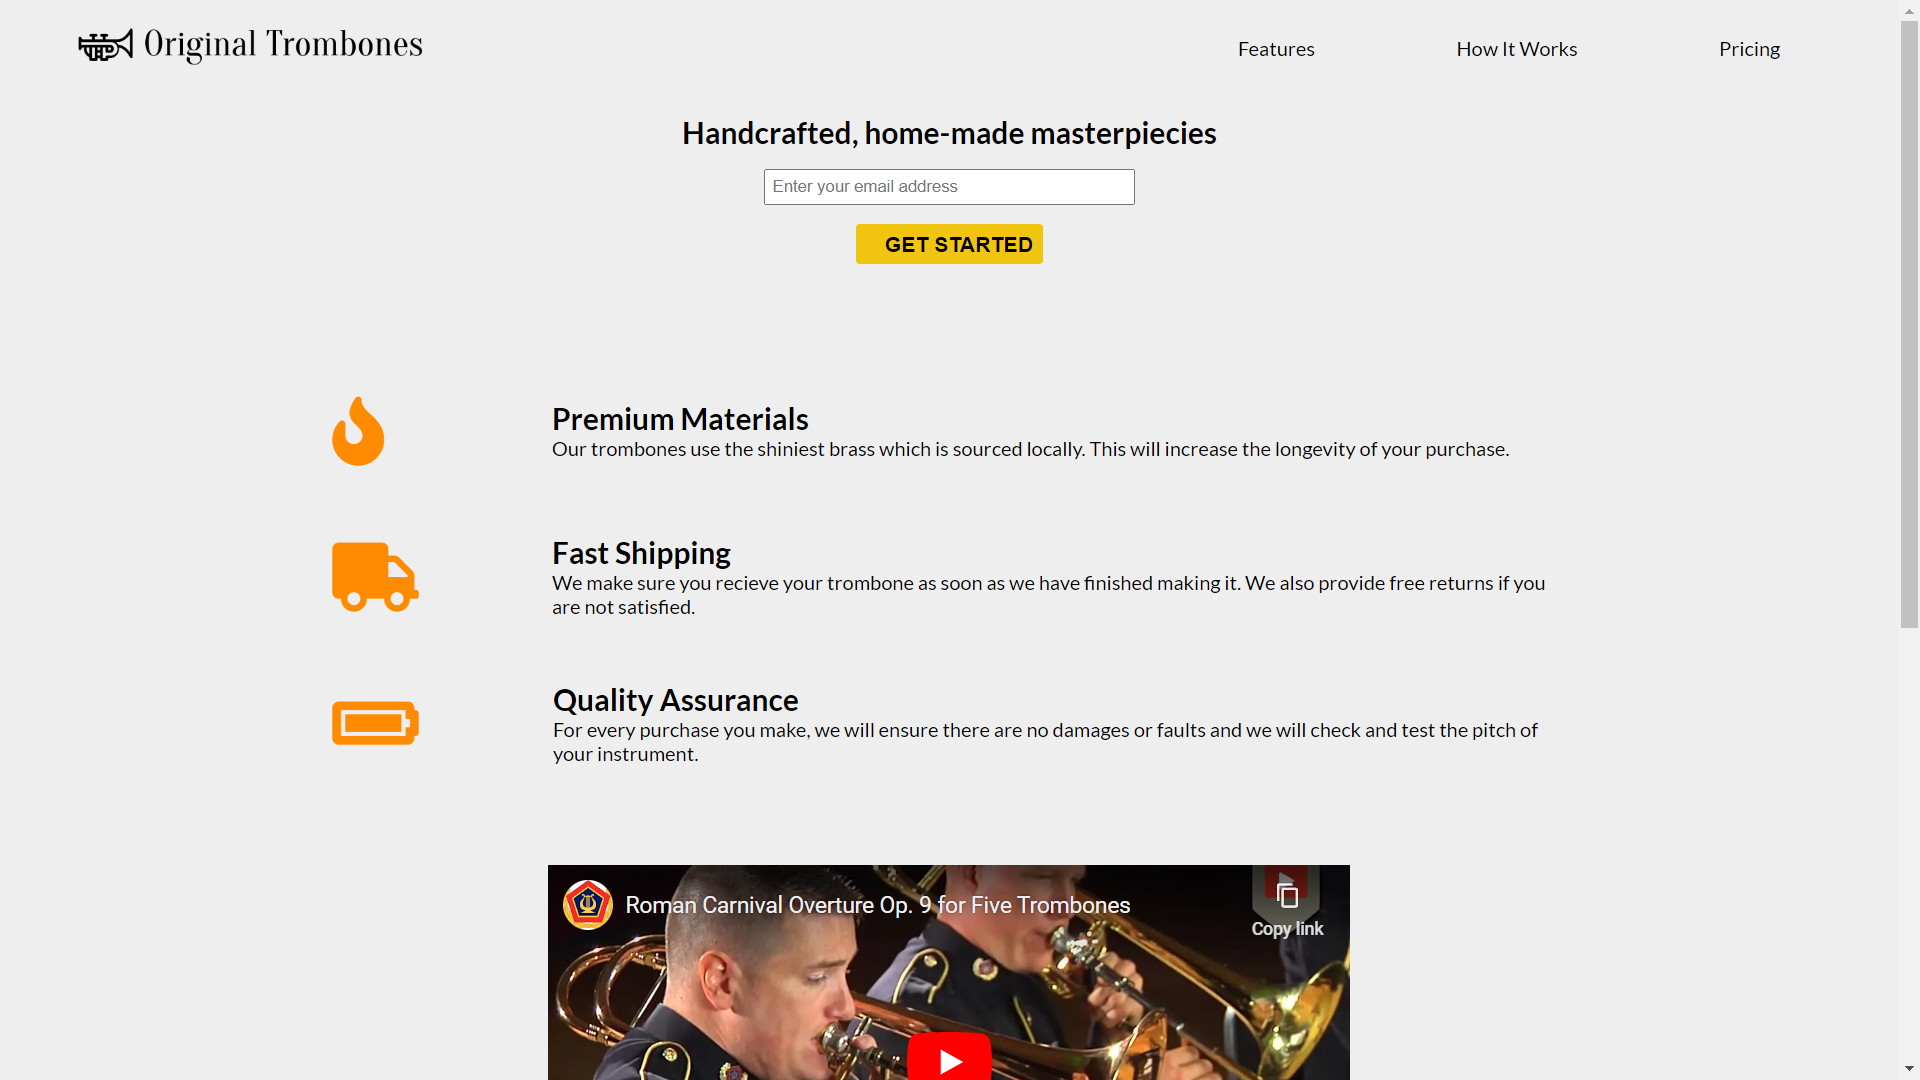 Original Trombones
Features
How It Works
Pricing
Handcrafted, home-made masterpiecies
Enter your email address
GET STARTED
Premium Materials
Our trombones use the shiniest brass which is sourced locally. This will increase the longevity of your purchase.
Fast Shipping
We make sure you recieve your trombone as soon as we have finished making it. We also provide free returns if you
are not satisfied.
Quality Assurance
For every purchase you make, we will ensure there are no damages or faults and we will check and test the pitch of
your instrument.
Roman Carnival Overture Op. 9 for Five Trombones
Copy link